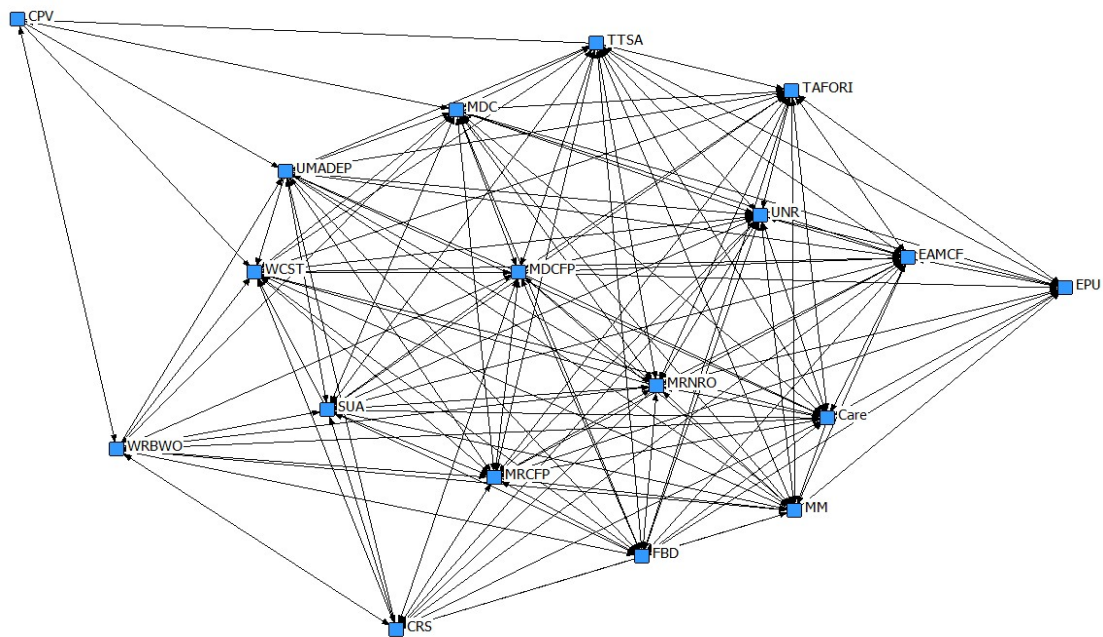 CPV
TTSA
TAFORI
MDC
UMADEP
UNR
EAMCF
WCST
MDCFP
EPU
MRNRO
SUA
Care
WRBWO
MRCFP
MM
FBD
CRS